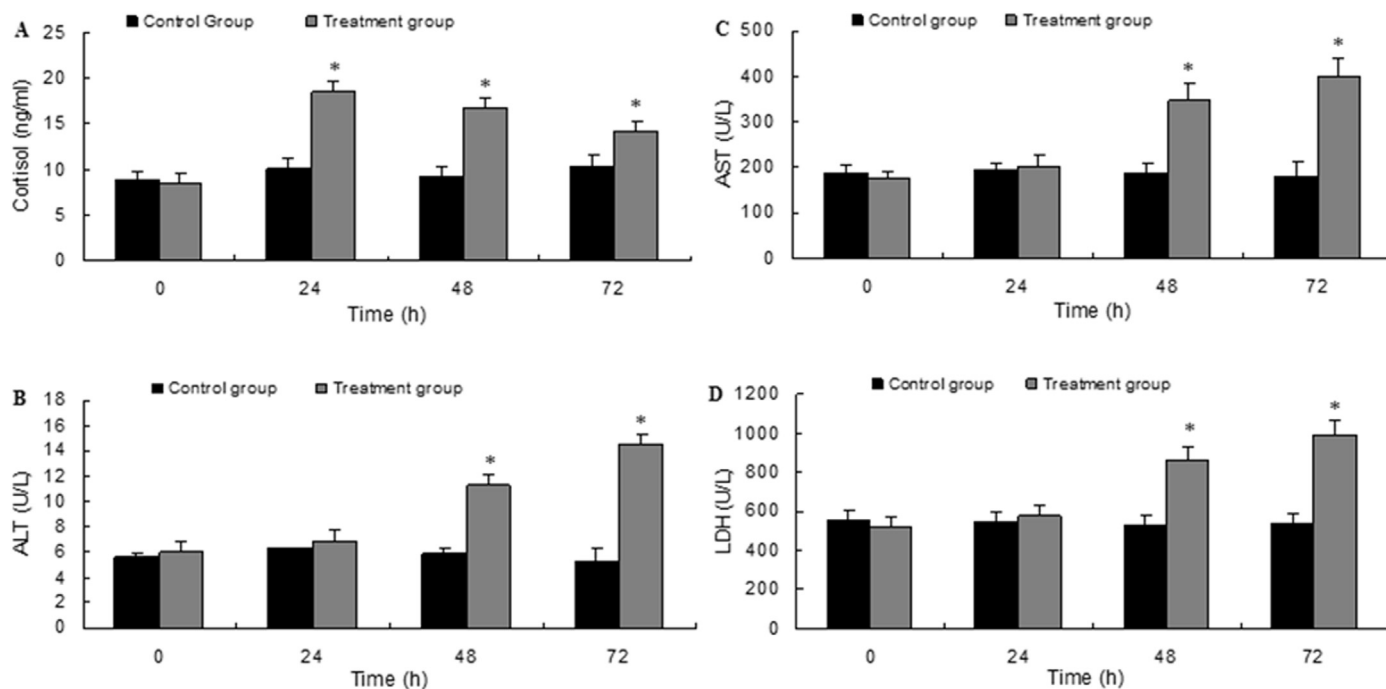 A
Control Group Treatment group
25
20
15
10
5
0
Cortisol (ng/ml)
* * *
0 24 48 72
Time (h)
B
Control group Treatment group
18
16
14
12
10
8
6
4
2
0
ALT (U/L)
* *
0 24 48 72
Time (h)
C
Control group Treatment group
500
400
300
200
100
0
AST (U/L)
* *
0 24 48 72
Time (h)
D
Control group Treatment group
1200
1000
800
600
400
200
0
LDH (U/L)
* *
0 24 48 72
Time (h)